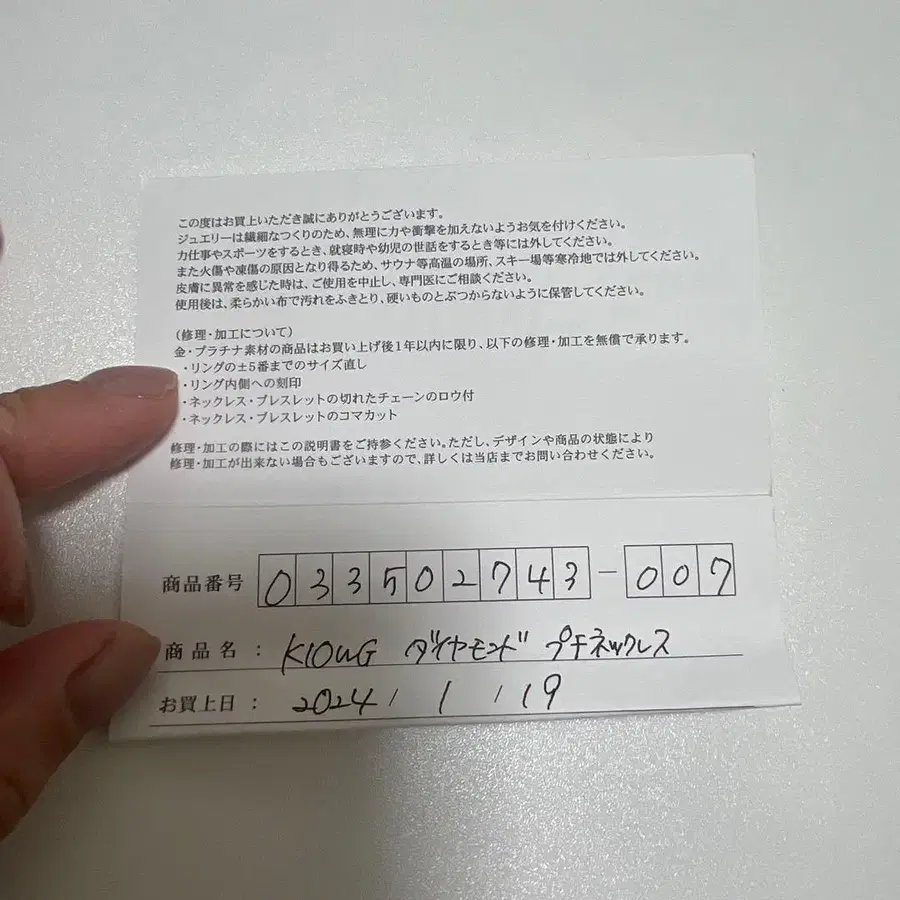 この度はお買上いただき誠にありがとうございます。
ジュエリーは繊細なつくりのため、無理に力や衝撃を加えないようお気を付けください。
力仕事やスポーツをするとき、就寝時や幼児の世話をするとき等には外してください。
また火傷や凍傷の原因となり得るため、サウナ等高温の場所、スキー場等寒冷地では外してください。
皮膚に異常を感じた時は、ご使用を中止し、専門医にご相談ください。
使用後は、柔らかい布で汚れをふきとり、硬いものとぶつからないように保管してください。
(修理・加工について)
金・プラチナ素材の商品はお買い上げ後1年以内に限り、以下の修理・加工を無償で承ります。
・リングの±5番までのサイズ直し
・リング内側への刻印
・ネックレス・ブレスレットの切れたチェーンのロウ付
・ネックレス・ブレスレットのコマカット
修理・加工の際にはこの説明書をご持参ください。ただし、デザインや商品の状態により
修理・加工が出来ない場合もございますので、詳しくは当店までお問い合わせください。
商品番号 033502743-007
商品名: K10WG ダイヤモンド プチネックレス
お買上日: 2024/1/19